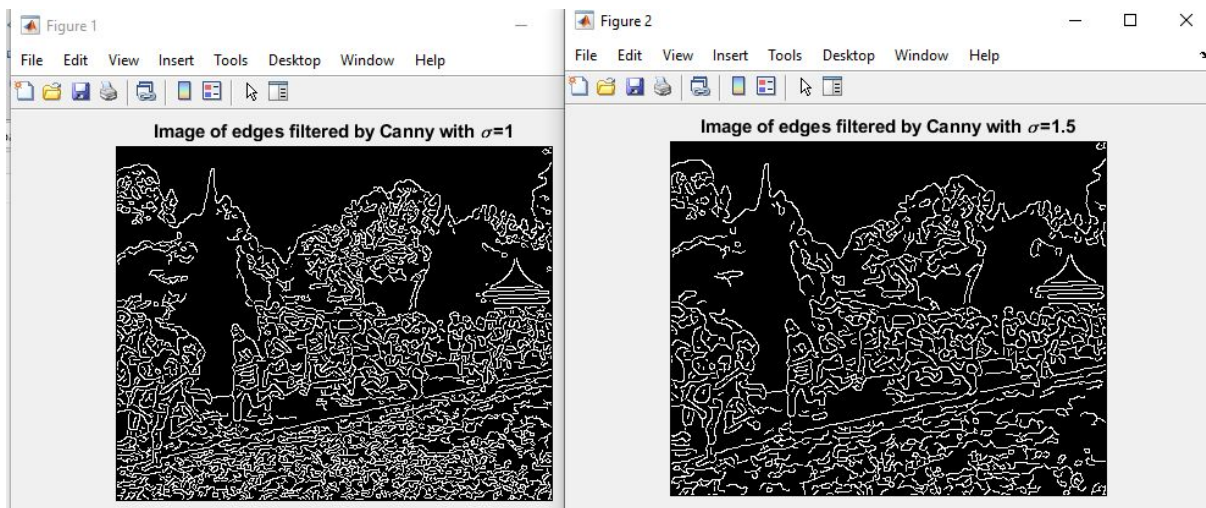 Figure 1
File Edit View Insert Tools Desktop Window Help
Image of edges filtered by Canny with σ=1
Figure 2
File Edit View Insert Tools Desktop Window Help
Image of edges filtered by Canny with σ=1.5